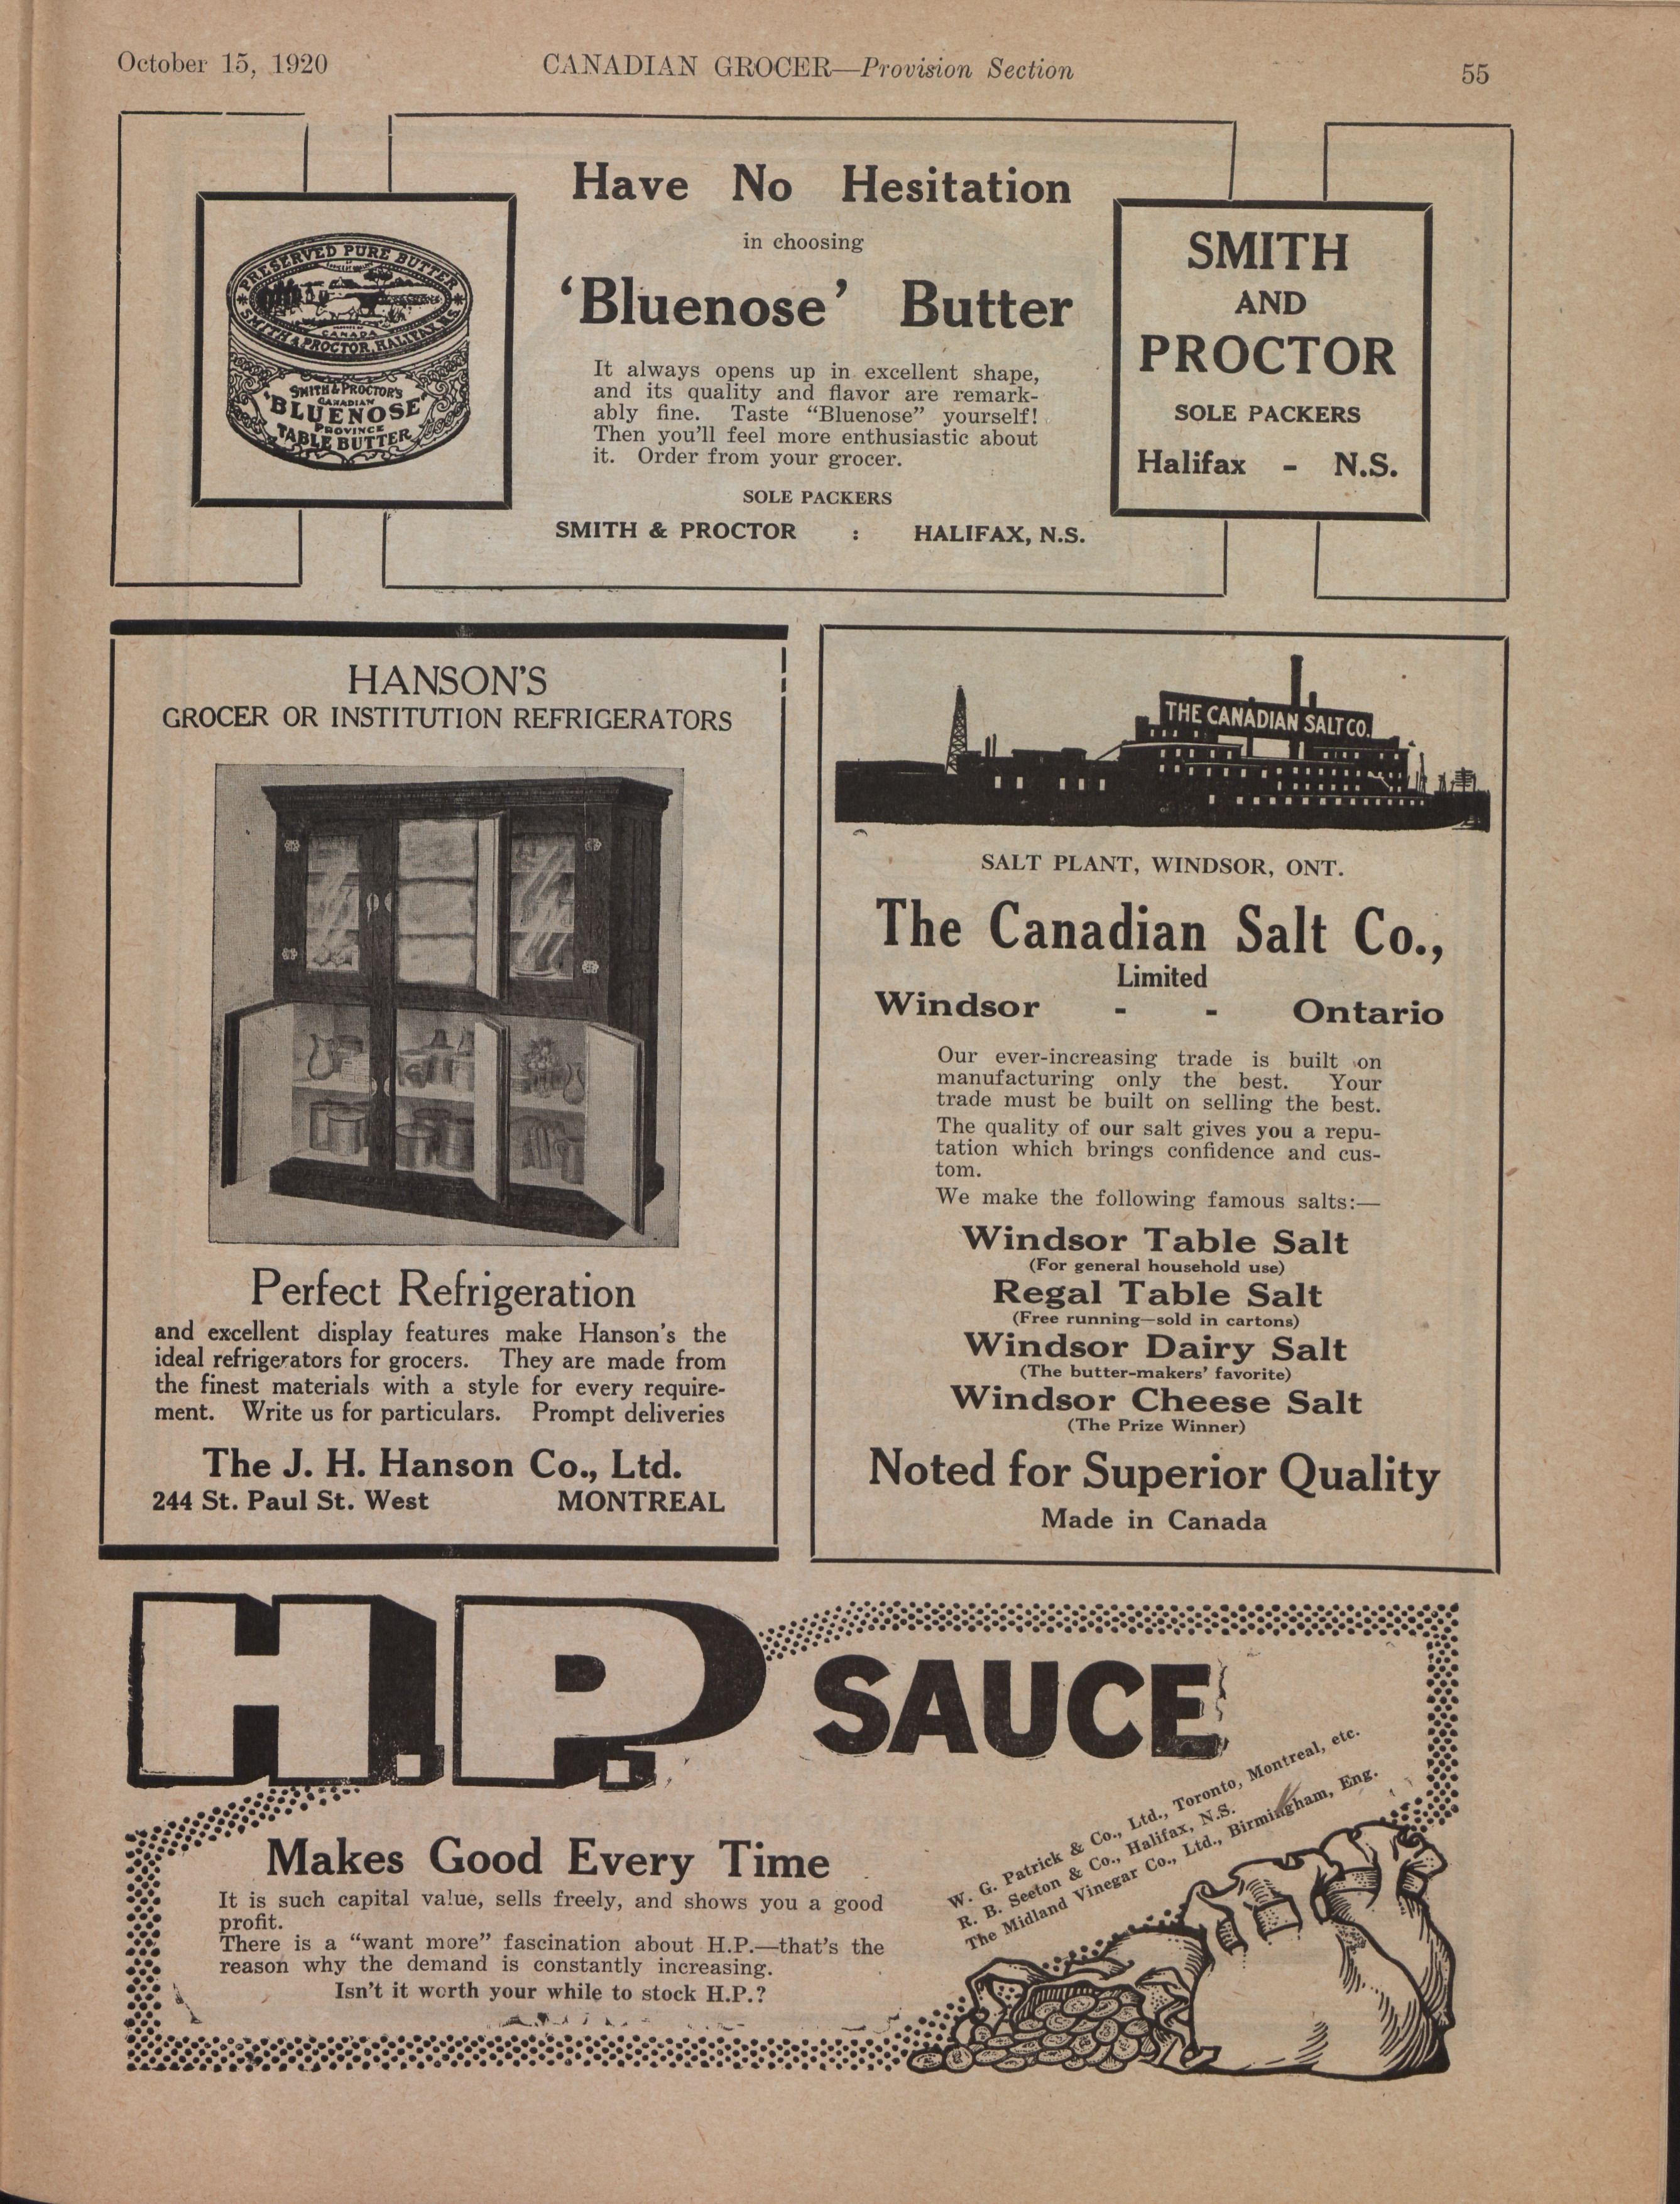 October 15, 1920
CANADIAN GROCER—Provision Section
55
PRESERVED PURE BUTTER
CANADA
SMITH & PROCTOR, HALIFAX, N.S.
SMITH & PROCTOR'S
CANADIAN
'BLUENOSE'
PROVINCE
TABLE BUTTER
Have No Hesitation
in choosing
'Bluenose' Butter
It always opens up in excellent shape,
and its quality and flavor are remark-
ably fine. Taste "Bluenose" yourself!
Then you'll feel more enthusiastic about
it. Order from your grocer.
SOLE PACKERS
SMITH & PROCTOR : HALIFAX, N.S.
SMITH
AND
PROCTOR
SOLE PACKERS
Halifax - N.S.
HANSON'S
GROCER OR INSTITUTION REFRIGERATORS
Perfect Refrigeration
and excellent display features make Hanson's the
ideal refrigerators for grocers. They are made from
the finest materials with a style for every require-
ment. Write us for particulars. Prompt deliveries
The J. H. Hanson Co., Ltd.
244 St. Paul St. West MONTREAL
THE CANADIAN SALT CO.
SALT PLANT, WINDSOR, ONT.
The Canadian Salt Co.,
Limited
Windsor - - Ontario
Our ever-increasing trade is built on
manufacturing only the best. Your
trade must be built on selling the best.
The quality of our salt gives you a repu-
tation which brings confidence and cus-
tom.
We make the following famous salts:—
Windsor Table Salt
(For general household use)
Regal Table Salt
(Free running—sold in cartons)
Windsor Dairy Salt
(The butter-makers' favorite)
Windsor Cheese Salt
(The Prize Winner)
Noted for Superior Quality
Made in Canada
H.P. SAUCE
W. G. Patrick & Co., Ltd., Toronto, Montreal, etc.
R. B. Seeton & Co., Halifax, N.S.
The Midland Vinegar Co., Ltd., Birmingham, Eng.
Makes Good Every Time
It is such capital value, sells freely, and shows you a good
profit.
There is a "want more" fascination about H.P.—that's the
reason why the demand is constantly increasing.
Isn't it worth your while to stock H.P.?